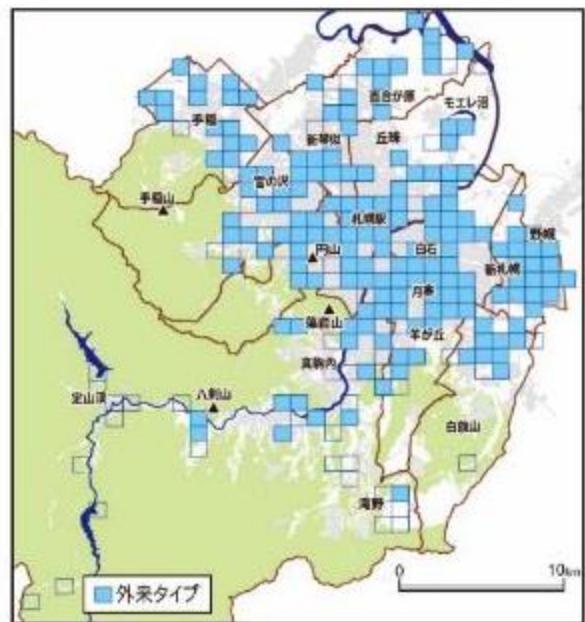 百合が原
モエレ沼
手稲
新琴似
丘珠
宮の沢
手稲山
札幌駅
野幌
円山
白石
新札幌
月寒
藻岩山
羊が丘
真駒内
定山渓
八剣山
白旗山
滝野
外来タイプ
0 10km